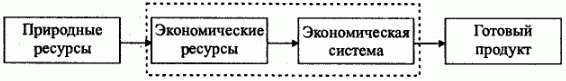 Природные
ресурсы
Экономические
ресурсы
Экономическая
система
Готовый
продукт